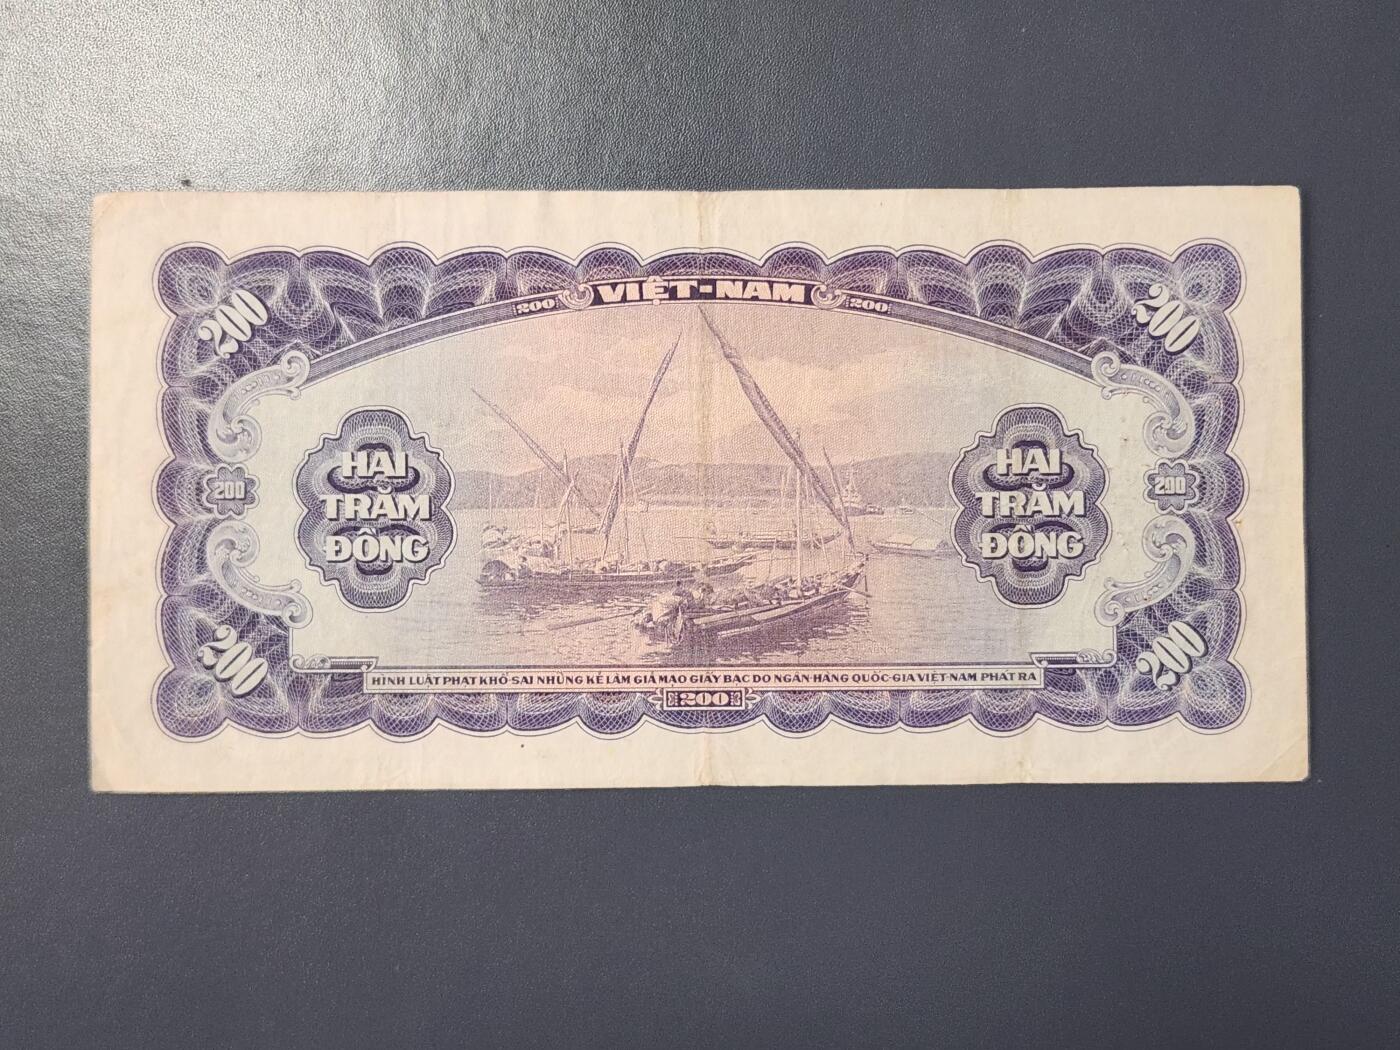 200 VIỆT-NAM 200
200 200
HAI HAI
TRĂM TRĂM
ĐỒNG ĐỒNG
200 200
200 200
HÌNH LUẬT PHẠT KHỔ-SAI NHỮNG KẺ LÀM GIẢ MẠO GIẤY BẠC DO NGÂN-HÀNG QUỐC-GIA VIỆT-NAM PHÁT RA
200